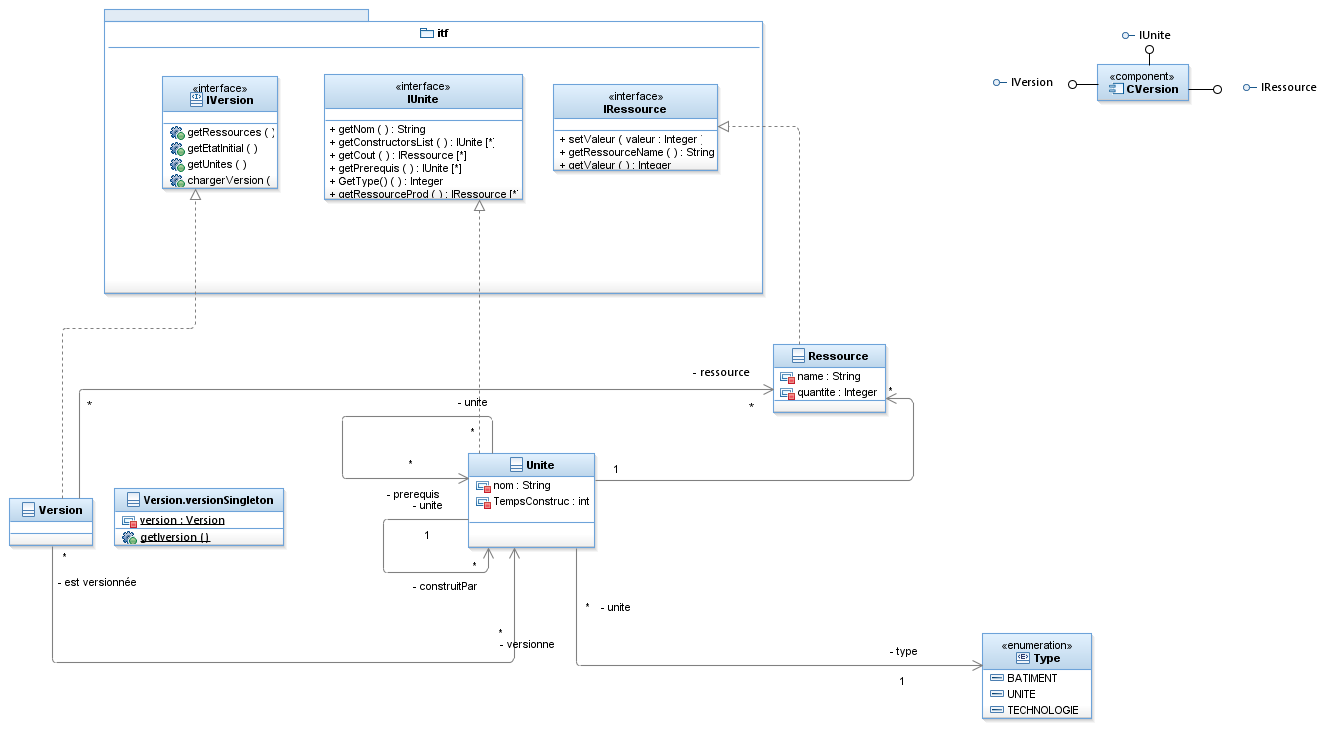 itf
«interface»
IVersion
getRessources ( )
getEtatInitial ( )
getUnites ( )
chargerVersion (
«interface»
IUnite
+ getNom ( ) : String
+ getConstructorsList ( ) : IUnite [*]
+ getCout ( ) : IRessource [*]
+ getPrerequis ( ) : IUnite [*]
+ GetType() ( ) : Integer
+ getRessourceProd ( ) : IRessource [*]
«interface»
IRessource
+ setValeur ( valeur : Integer )
+ getRessourceName ( ) : String
+ getValeur ( ) : Integer
IUnite
IVersion
«component»
CVersion
IRessource
Ressource
name : String
quantite : Integer
- ressource
*
*
*
- unite
*
*
- prerequis
Unite
nom : String
TempsConstruc : int
1
- unite
1
*
- construitPar
Version
Version.versionSingleton
version : Version
getIversion ( )
*
- est versionnée
*
- versionne
* - unite
- type
1
«enumeration»
Type
BATIMENT
UNITE
TECHNOLOGIE